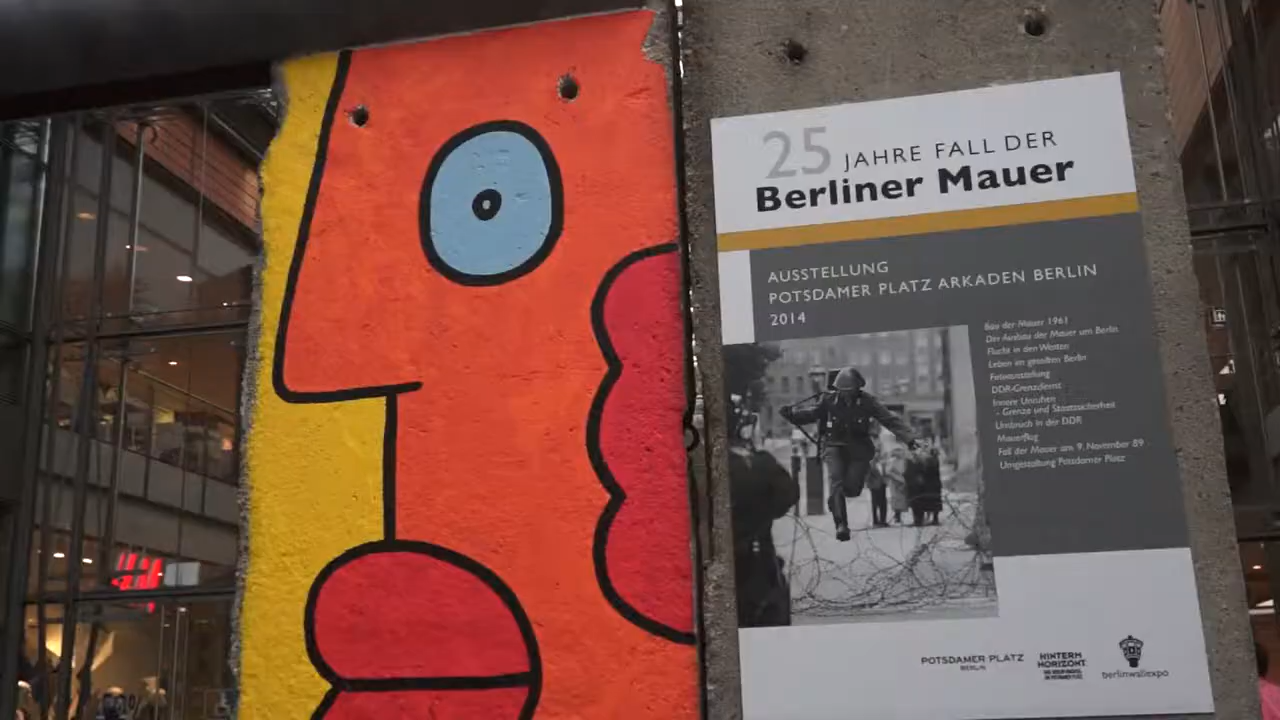 25 JAHRE FALL DER
Berliner Mauer
AUSSTELLUNG
POTSDAMER PLATZ ARKADEN BERLIN
2014
Bau der Mauer 1961
Der Ausbau der Mauer um Berlin
Flucht in den Westen
Leben im geteilten Berlin
Fotoausstellung
DDR-Grenzdienst
Innere Unruhen
- Grenze und Staatssicherheit
Umbruch in der DDR
Mauerflug
Fall der Mauer am 9. November 89
Umgestaltung Potsdamer Platz
POTSDAMER PLATZ
BERLIN
HINTERM
HORIZONT
berlinwallexpo
H&M